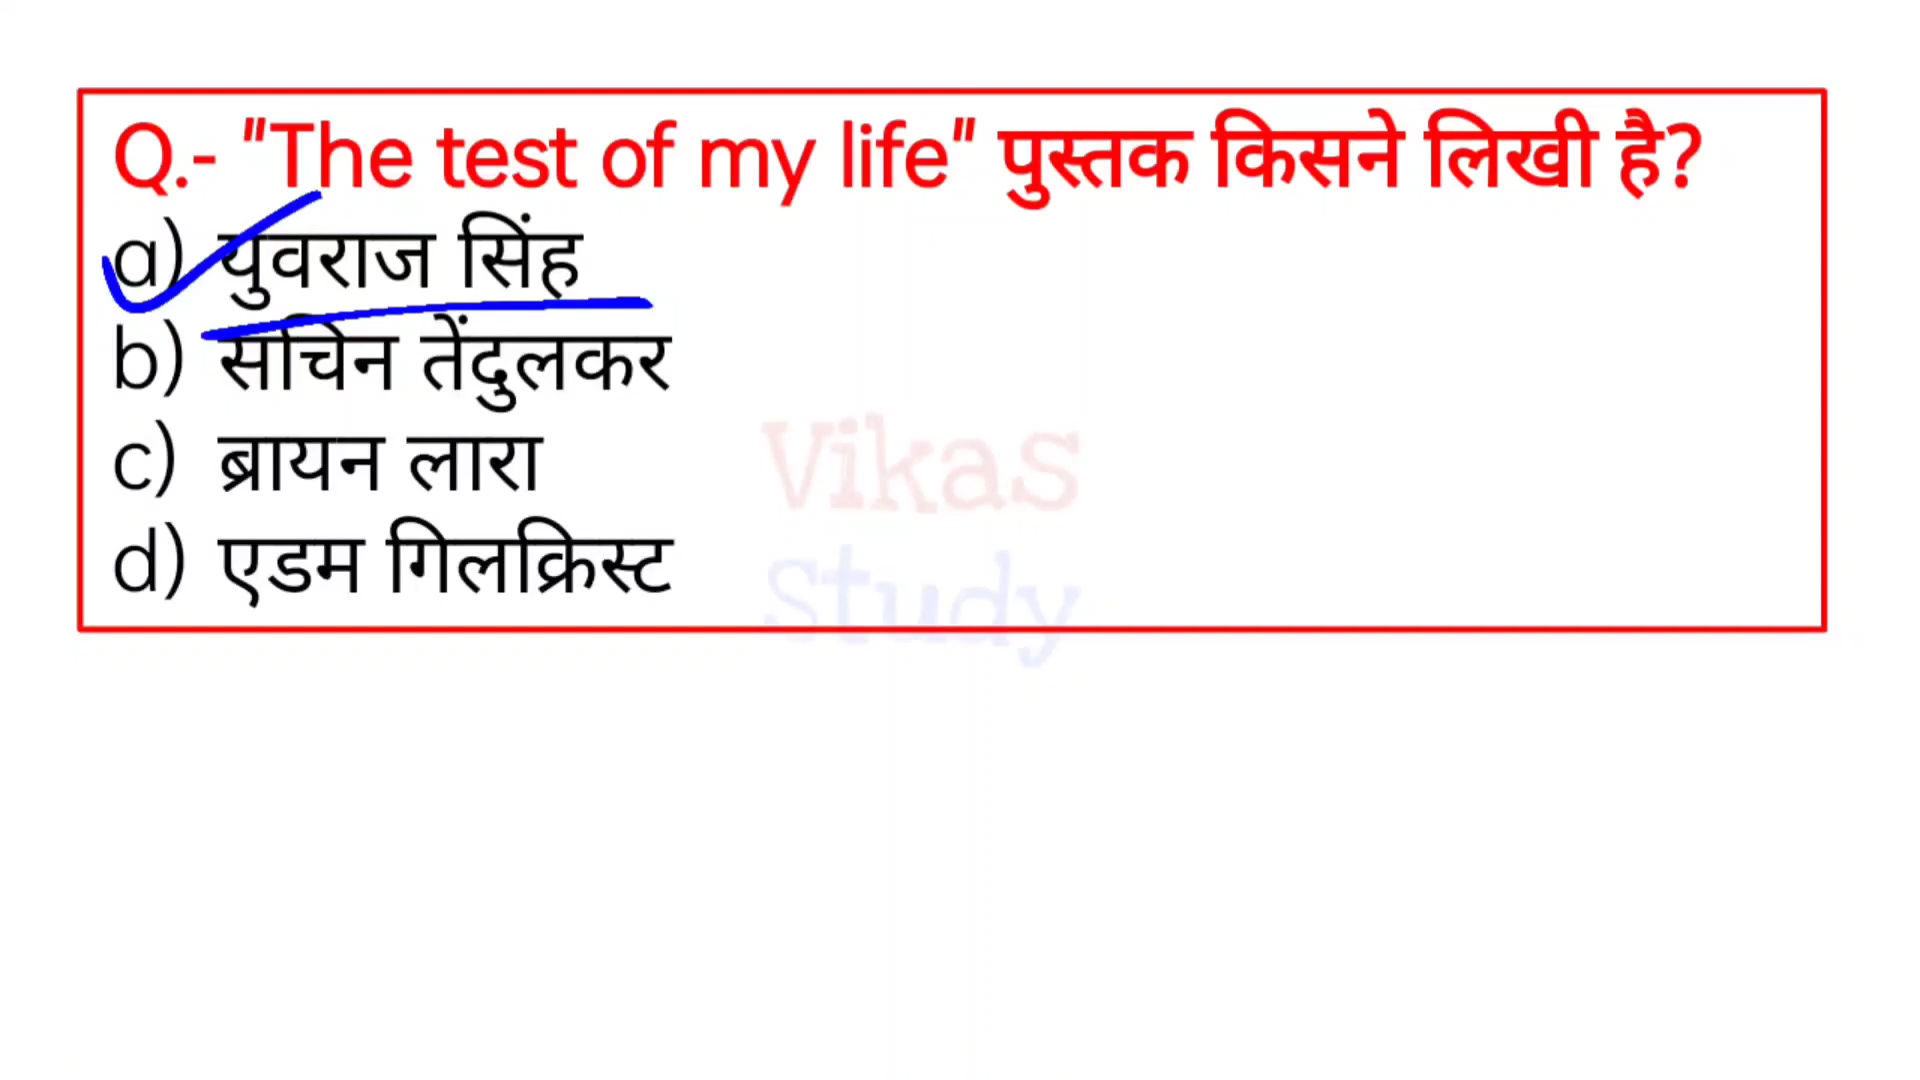 Q.- "The test of my life" पुस्तक किसने लिखी है?
a) युवराज सिंह
b) सचिन तेंदुलकर
c) ब्रायन लारा
d) एडम गिलक्रिस्ट
Vikas
Study